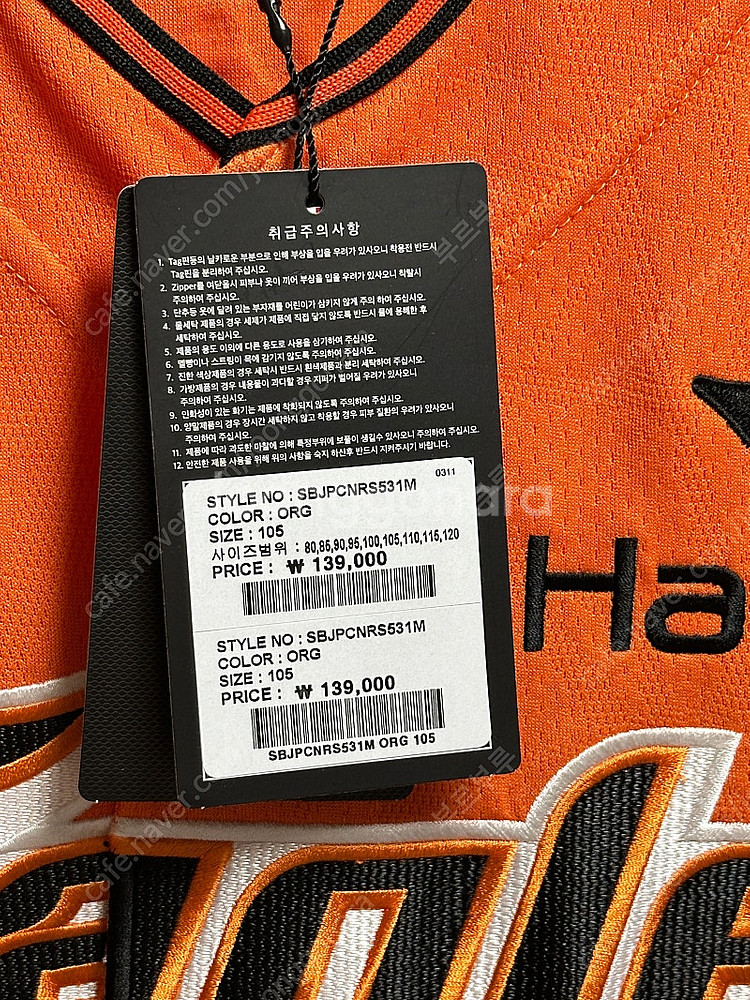 취급주의사항
1. Tag핀등의 날카로운 부분으로 인해 부상을 입을 우려가 있사오니 착용전 반드시
Tag핀을 분리하여 주십시오.
2. Zipper를 여닫을시 피부나 옷이 끼어 부상을 입을 우려가 있사오니 착탈시
주의하여 주십시오.
3. 단추등 옷에 달려 있는 부자재를 어린이가 삼키지 않게 주의 하여 주십시오.
4. 물세탁 제품의 경우 세제가 제품에 직접 닿지 않도록 반드시 물에 용해한 후
세탁하여 주십시오.
5. 제품의 용도 이외에 다른 용도로 사용을 삼가하여 주십시오.
6. 멜빵이나 스트링이 목에 감기지 않도록 주의하여 주십시오.
7. 진한 색상제품의 경우 세탁시 반드시 흰색제품과 분리 세탁하여 주십시오.
8. 가방제품의 경우 내용물이 과다할 경우 지퍼가 벌어질 우려가 있사오니
주의하여 주십시오.
9. 인화성이 있는 화기는 제품에 착화되지 않도록 주의하여 주십시오.
10. 양말제품의 경우 장시간 세탁하지 않고 착용할 경우 피부 질환의 우려가 있사오니
주의하여 주십시오.
11. 제품에 따라 과도한 마찰에 의해 특정부위에 보풀이 생길수 있사오니 주의하여 주십시오.
12. 안전한 제품 사용을 위해 위의 사항을 숙지 하신후 반드시 지켜주시기 바랍니다.
0311
STYLE NO : SBJPCNRS531M
COLOR : ORG
SIZE : 105
사이즈범위 : 80,85,90,95,100,105,110,115,120
PRICE : ₩ 139,000
STYLE NO : SBJPCNRS531M
COLOR : ORG
SIZE : 105
PRICE : ₩ 139,000
SBJPCNRS531M ORG 105
Ha